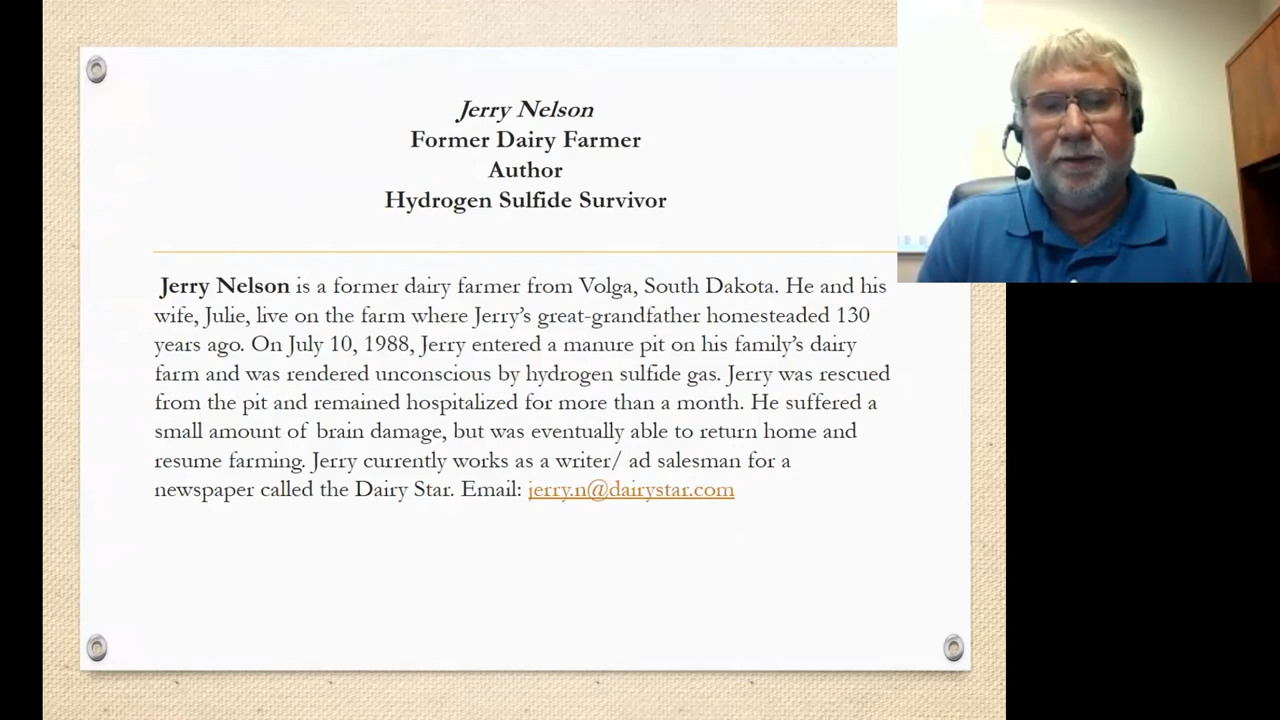 Jerry Nelson
Former Dairy Farmer
Author
Hydrogen Sulfide Survivor
Jerry Nelson is a former dairy farmer from Volga, South Dakota. He and his
wife, Julie, live on the farm where Jerry’s great-grandfather homesteaded 130
years ago. On July 10, 1988, Jerry entered a manure pit on his family’s dairy
farm and was rendered unconscious by hydrogen sulfide gas. Jerry was rescued
from the pit and remained hospitalized for more than a month. He suffered a
small amount of brain damage, but was eventually able to return home and
resume farming. Jerry currently works as a writer/ ad salesman for a
newspaper called the Dairy Star. Email: jerry.n@dairystar.com